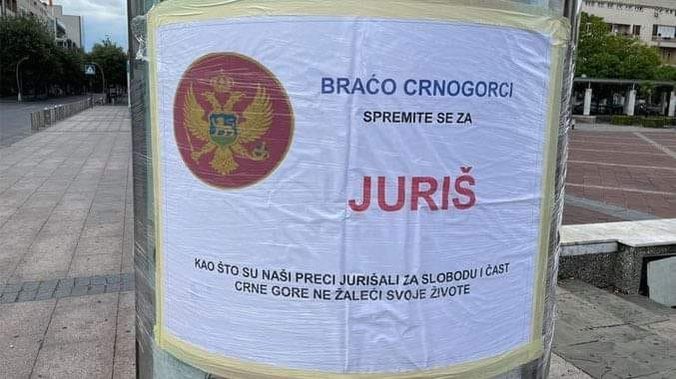 BRAĆO CRNOGORCI
SPREMITE SE ZA
JURIŠ
KAO ŠTO SU NAŠI PRECI JURIŠALI ZA SLOBODU I ČAST
CRNE GORE NE ŽALEĆI SVOJE ŽIVOTE